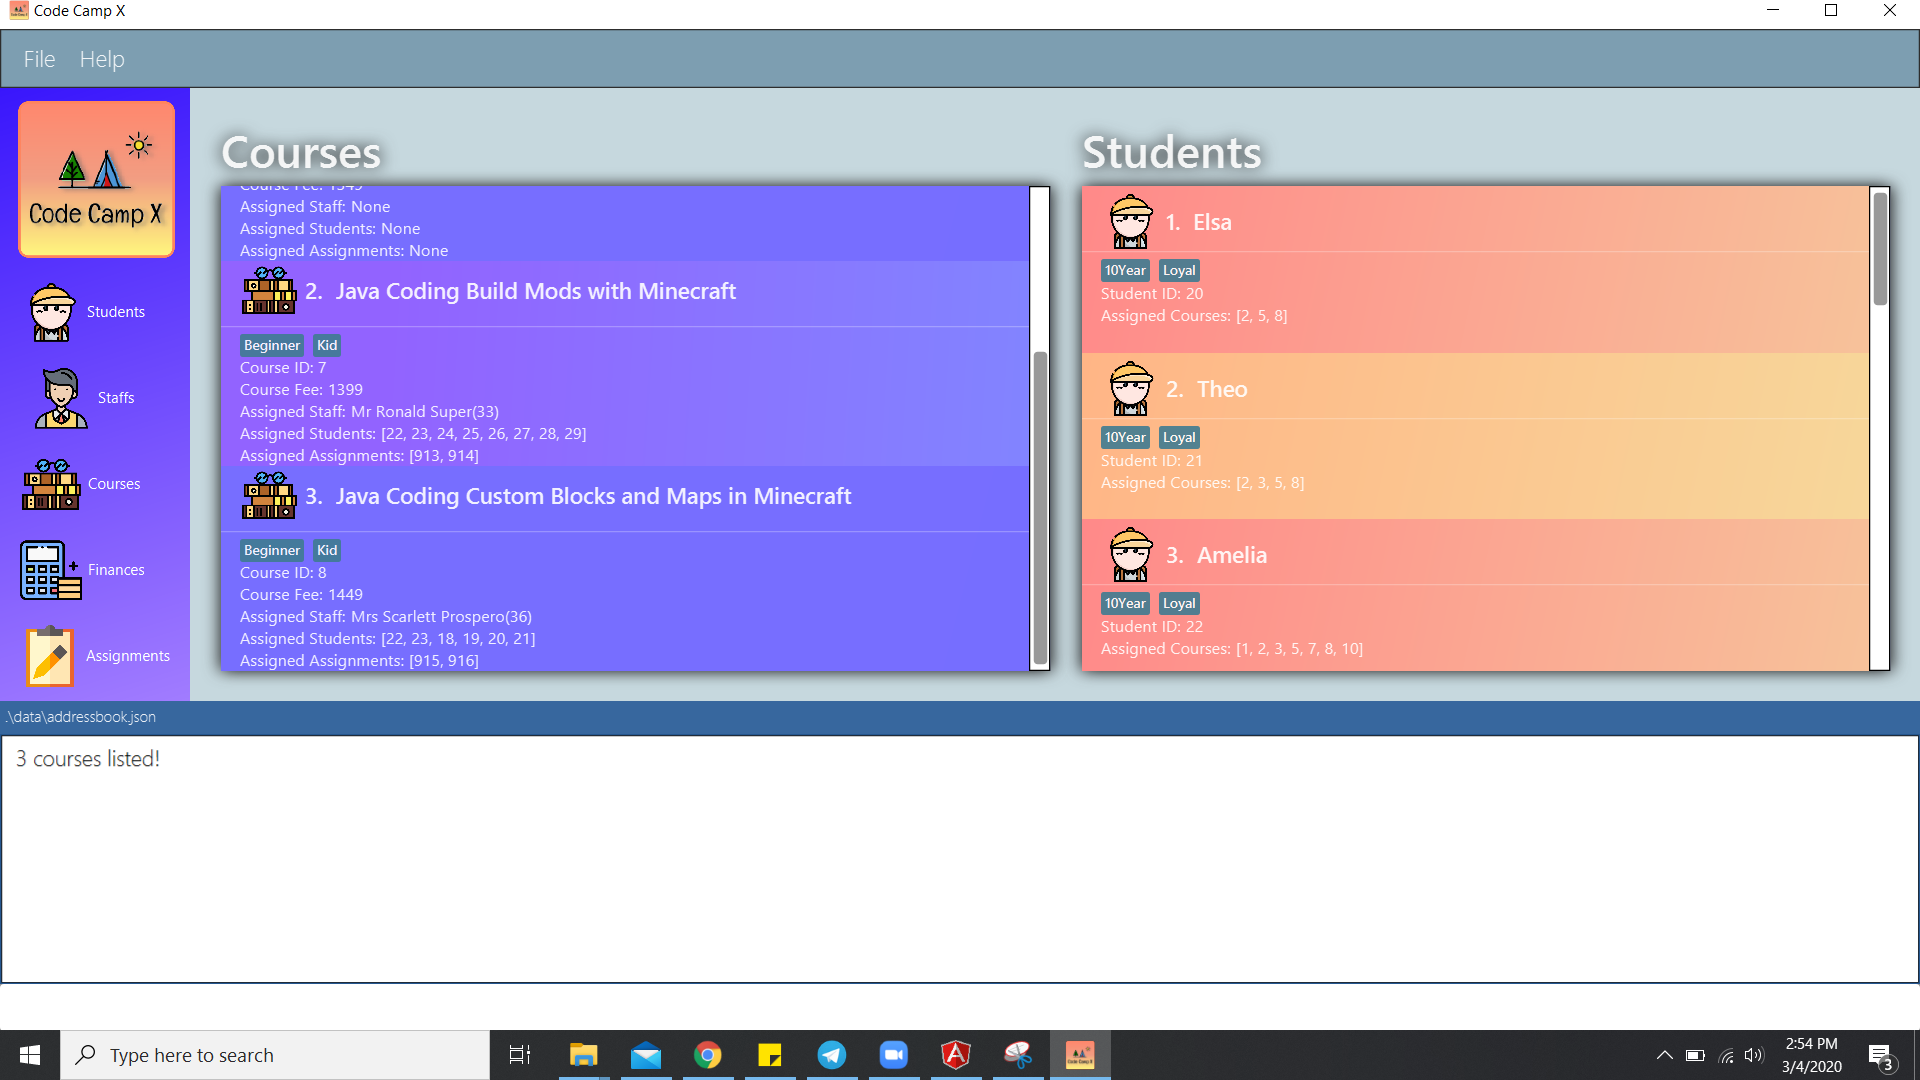 Code Camp X
File Help
Code Camp X
Students
Staffs
Courses
Finances
Assignments
Courses
Course Fee: 1349
Assigned Staff: None
Assigned Students: None
Assigned Assignments: None
2. Java Coding Build Mods with Minecraft
Beginner Kid
Course ID: 7
Course Fee: 1399
Assigned Staff: Mr Ronald Super(33)
Assigned Students: [22, 23, 24, 25, 26, 27, 28, 29]
Assigned Assignments: [913, 914]
3. Java Coding Custom Blocks and Maps in Minecraft
Beginner Kid
Course ID: 8
Course Fee: 1449
Assigned Staff: Mrs Scarlett Prospero(36)
Assigned Students: [22, 23, 18, 19, 20, 21]
Assigned Assignments: [915, 916]
Students
1. Elsa
10Year Loyal
Student ID: 20
Assigned Courses: [2, 5, 8]
2. Theo
10Year Loyal
Student ID: 21
Assigned Courses: [2, 3, 5, 8]
3. Amelia
10Year Loyal
Student ID: 22
Assigned Courses: [1, 2, 3, 5, 7, 8, 10]
.\data\addressbook.json
3 courses listed!
Type here to search
2:54 PM
3/4/2020
3